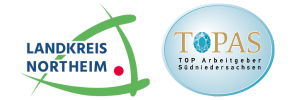 LANDKREIS
NORTHEIM
TOPAS
TOP Arbeitgeber
Südniedersachsen